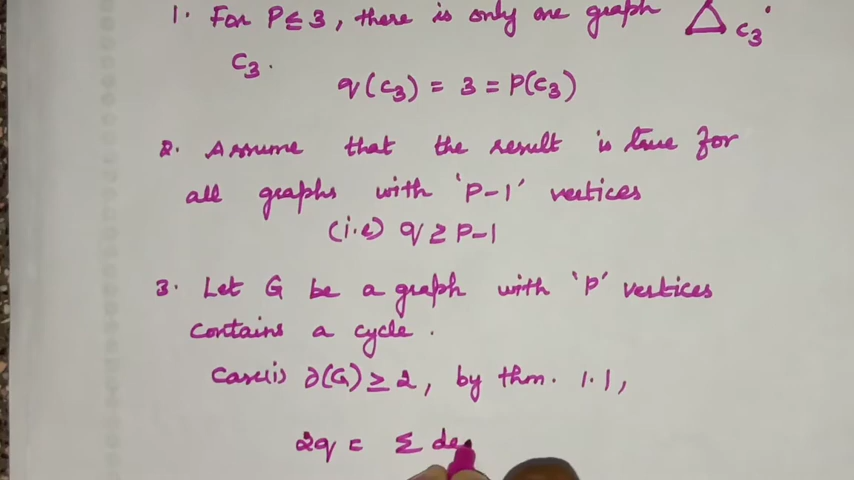 1. For P ≤ 3, there is only one graph △ C3.
C3.
q(C3) = 3 = P(C3)
2. Assume that the result is true for
all graphs with 'P-1' vertices
(i.e) q ≥ P-1
3. Let G be a graph with 'P' vertices
contains a cycle.
Case(i) ∂(G) ≥ 2, by thm. 1.1,
2q = Σ de